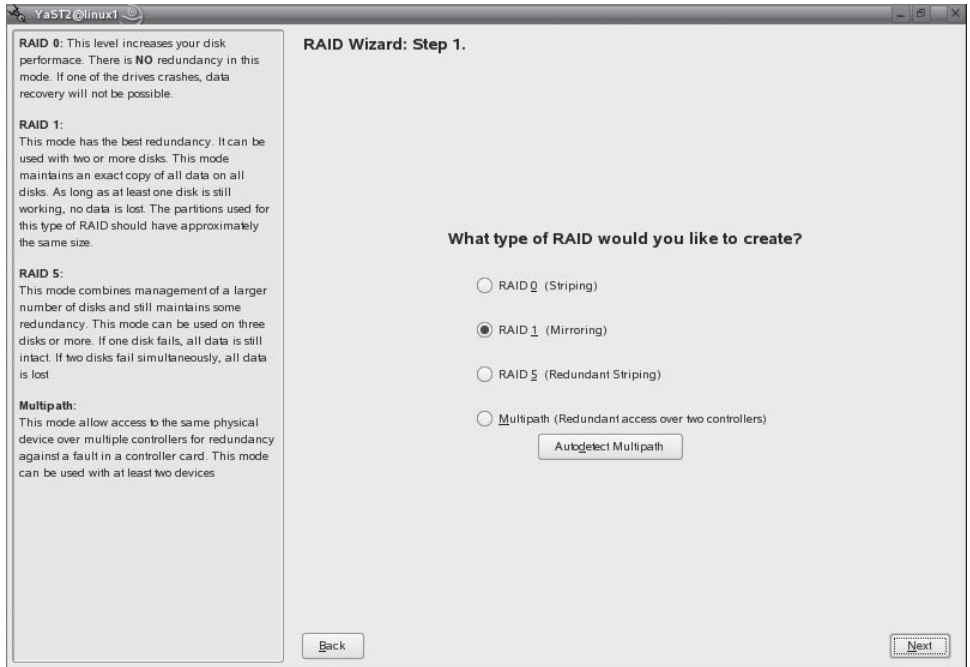 YaST2@linux1
RAID 0: This level increases your disk
performace. There is NO redundancy in this
mode. If one of the drives crashes, data
recovery will not be possible.
RAID 1:
This mode has the best redundancy. It can be
used with two or more disks. This mode
maintains an exact copy of all data on all
disks. As long as at least one disk is still
working, no data is lost. The partitions used for
this type of RAID should have approximately
the same size.
RAID 5:
This mode combines management of a larger
number of disks and still maintains some
redundancy. This mode can be used on three
disks or more. If one disk fails, all data is still
intact. If two disks fail simultaneously, all data
is lost
Multipath:
This mode allow access to the same physical
device over multiple controllers for redundancy
against a fault in a controller card. This mode
can be used with at least two devices
RAID Wizard: Step 1.
What type of RAID would you like to create?
RAID 0 (Striping)
RAID 1 (Mirroring)
RAID 5 (Redundant Striping)
Multipath (Redundant access over two controllers)
Autodetect Multipath
Back
Next